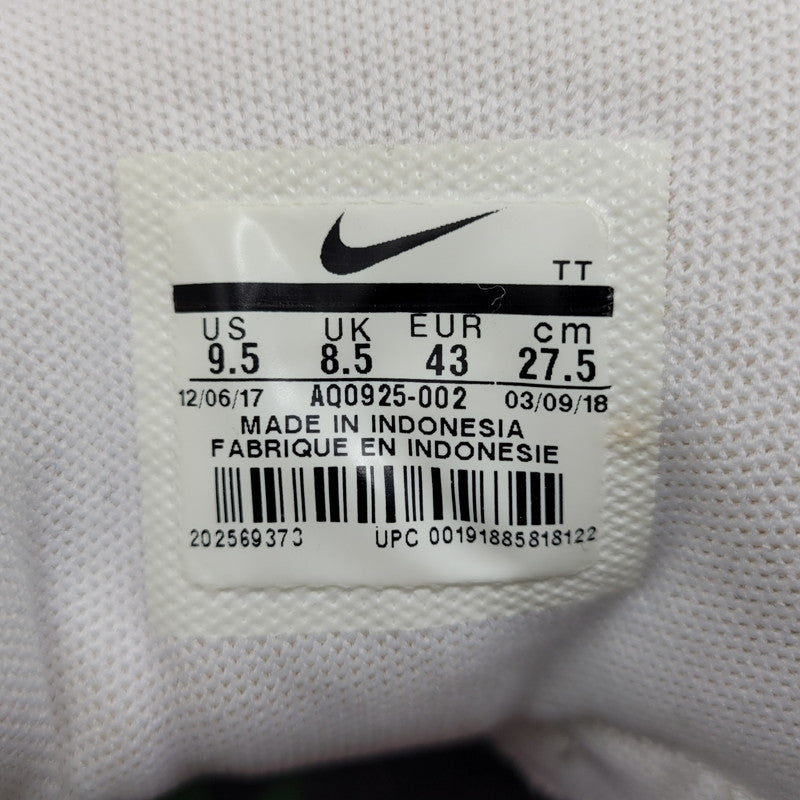 TT
US UK EUR cm
9.5 8.5 43 27.5
12/06/17 AQ0925-002 03/09/18
MADE IN INDONESIA
FABRIQUE EN INDONESIE
202569373 UPC 00191885818122